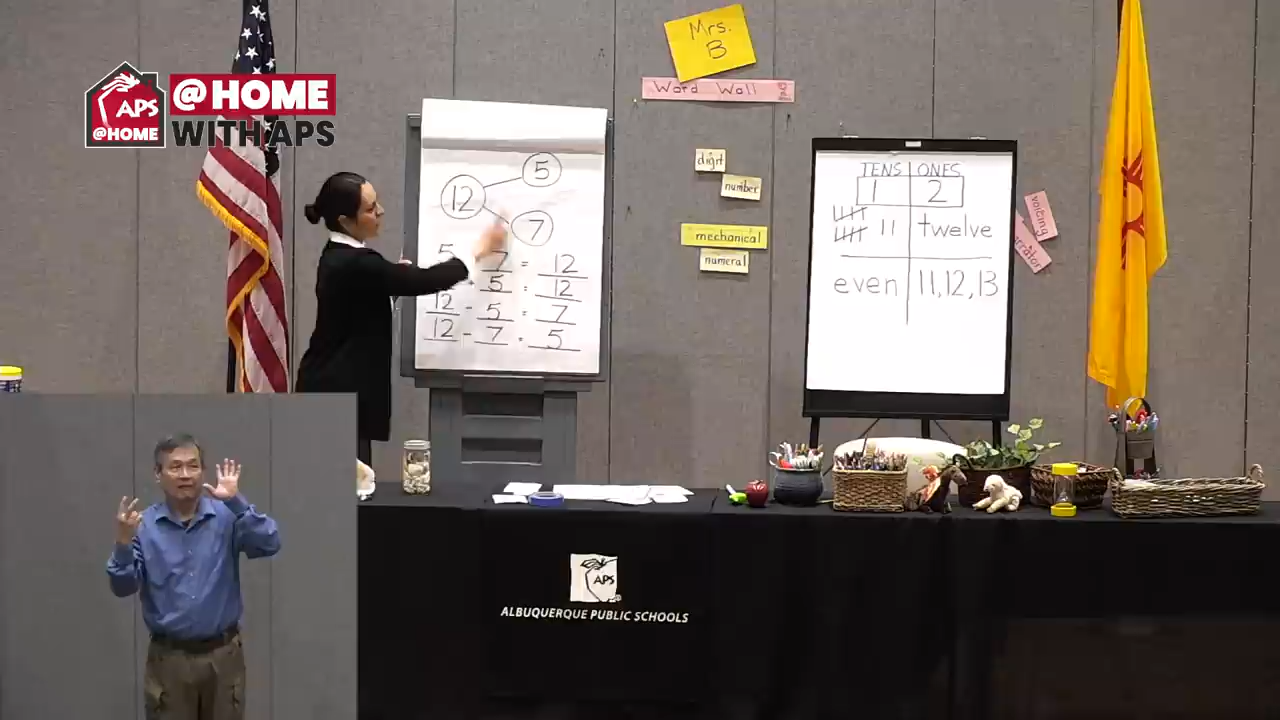 APS
@HOME
@HOME
WITH APS
Mrs.
B
Word Wall
digit
number
mechanical
numeral
voting
5
12
7
5 7 = 12
5 = 12
12 - 5 = 7
12 - 7 = 5
TENS ONES
1 2
11 twelve
even 11, 12, 13
APS
ALBUQUERQUE PUBLIC SCHOOLS